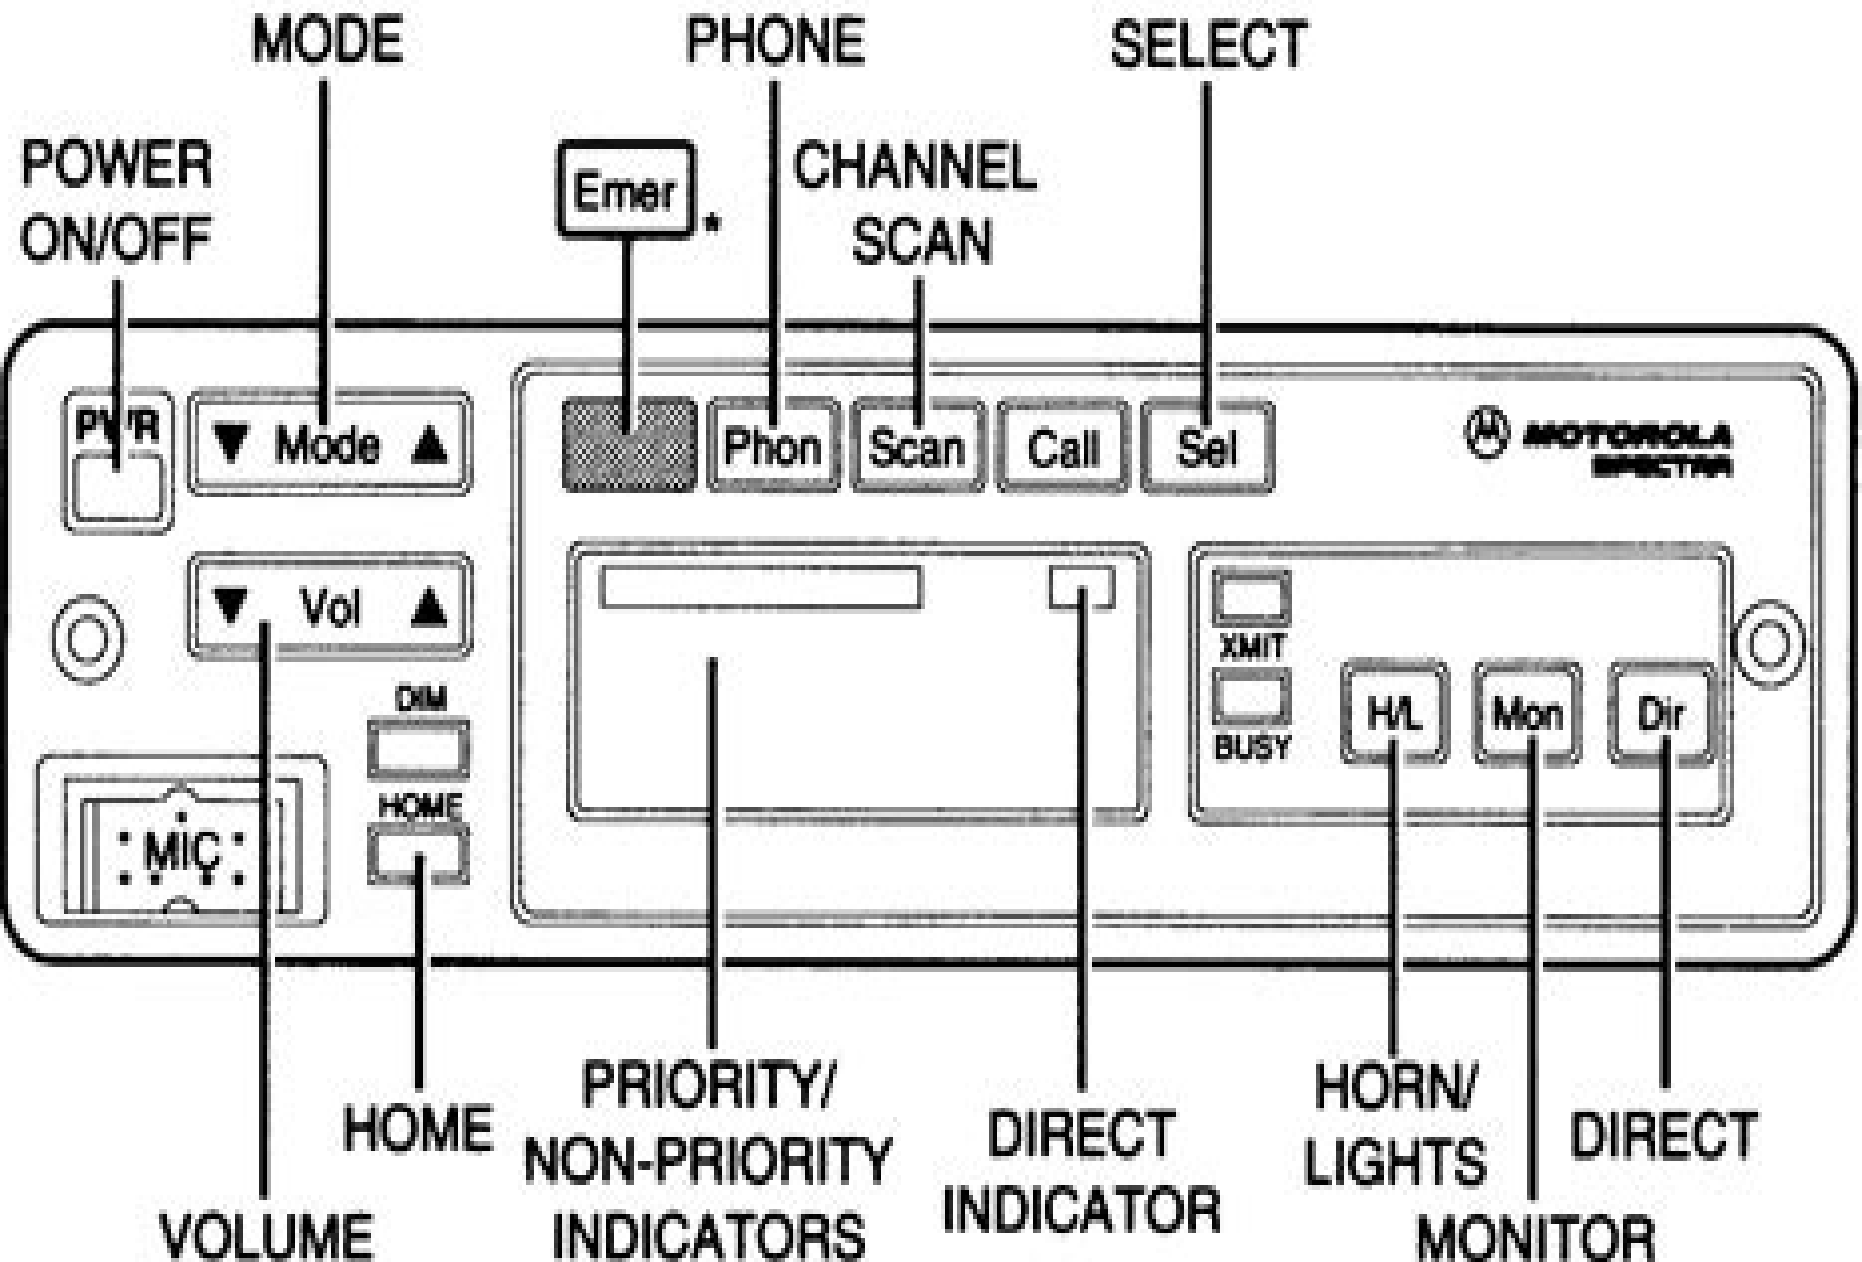 MODE
PHONE
SELECT
POWER
ON/OFF
Emer
*
CHANNEL
SCAN
PWR
▼ Mode ▲
Phon
Scan
Call
Sel
MOTOROLA
SPECTRA
▼ Vol ▲
XMIT
DIM
BUSY
H/L
Mon
Dir
HOME
MIC
HOME
PRIORITY/
NON-PRIORITY
INDICATORS
DIRECT
INDICATOR
HORN/
LIGHTS
DIRECT
VOLUME
MONITOR